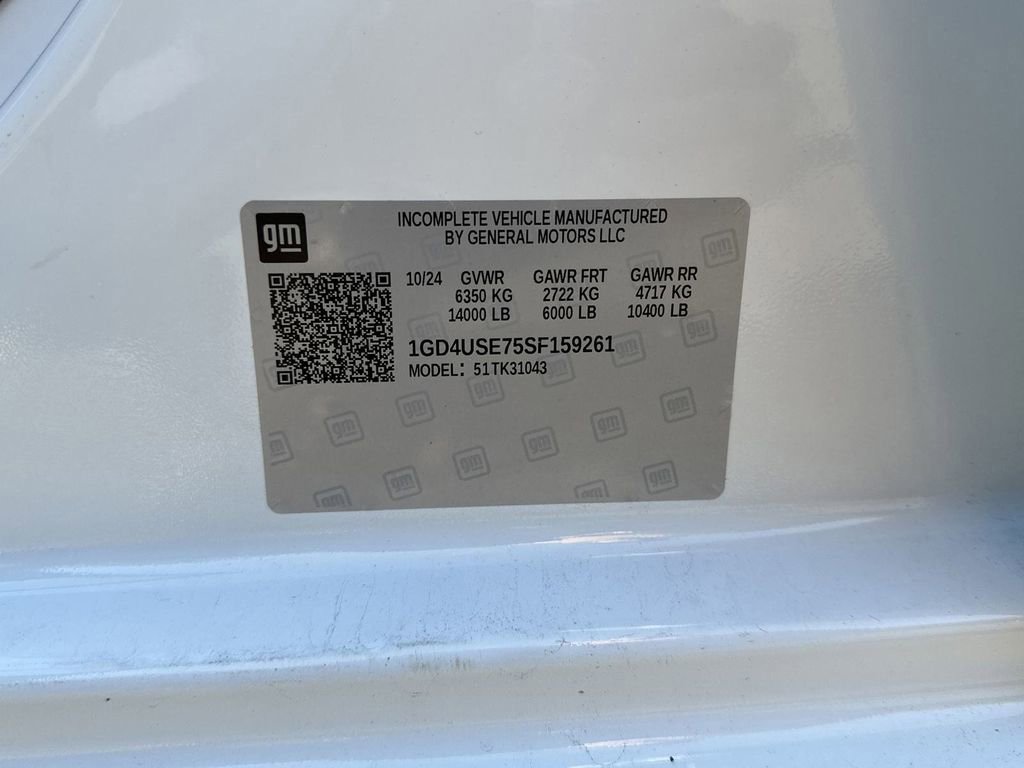 gm
INCOMPLETE VEHICLE MANUFACTURED
BY GENERAL MOTORS LLC
10/24 GVWR GAWR FRT GAWR RR
6350 KG 2722 KG 4717 KG
14000 LB 6000 LB 10400 LB
1GD4USE75SF159261
MODEL: 51TK31043